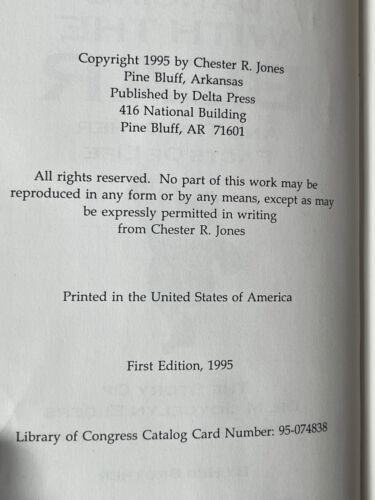 Copyright 1995 by Chester R. Jones
Pine Bluff, Arkansas
Published by Delta Press
416 National Building
Pine Bluff, AR 71601
All rights reserved. No part of this work may be
reproduced in any form or by any means, except as may
be expressly permitted in writing
from Chester R. Jones
Printed in the United States of America
First Edition, 1995
Library of Congress Catalog Card Number: 95-074838